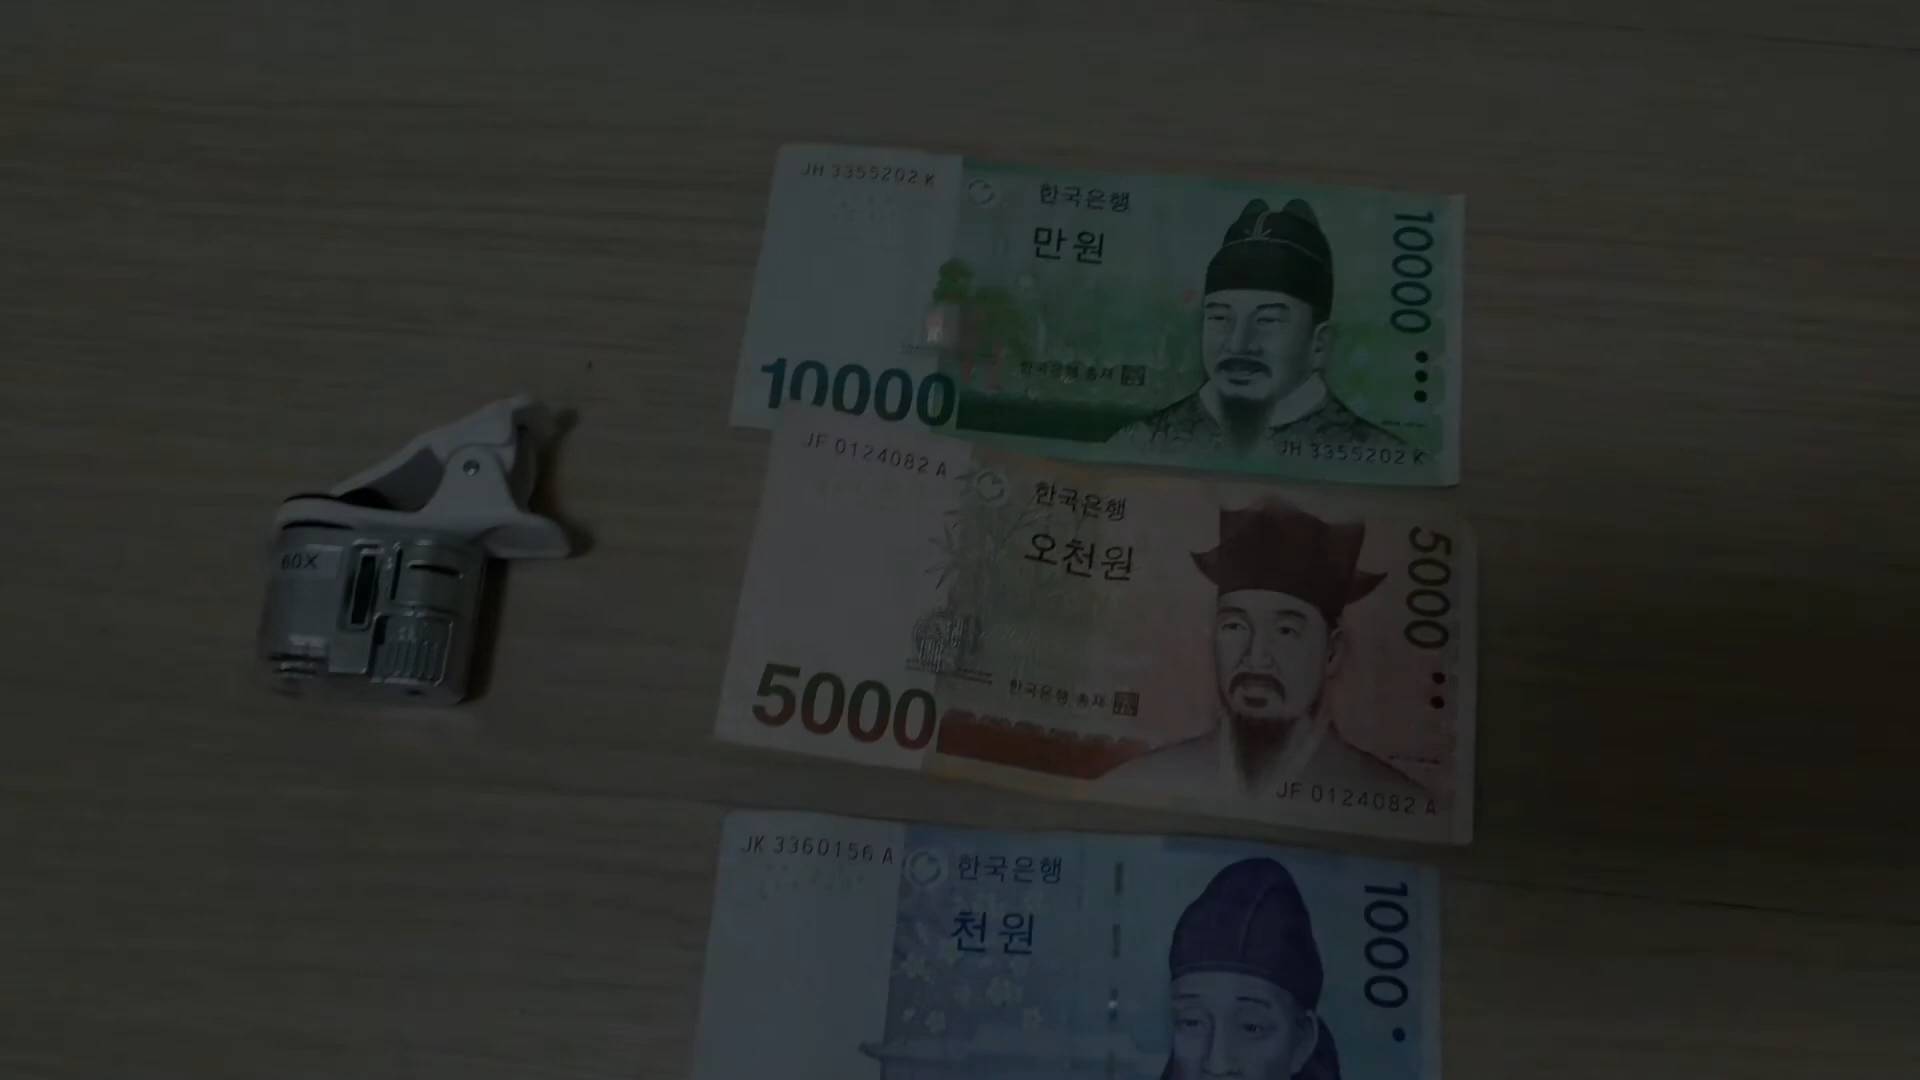 JH 3355202 K
한국은행
만원
10000
한국은행 총재
10000
JH 3355202 K
JF 0124082 A
한국은행
오천원
5000
한국은행 총재
5000
JF 0124082 A
60X
JK 3360156 A
한국은행
천원
1000